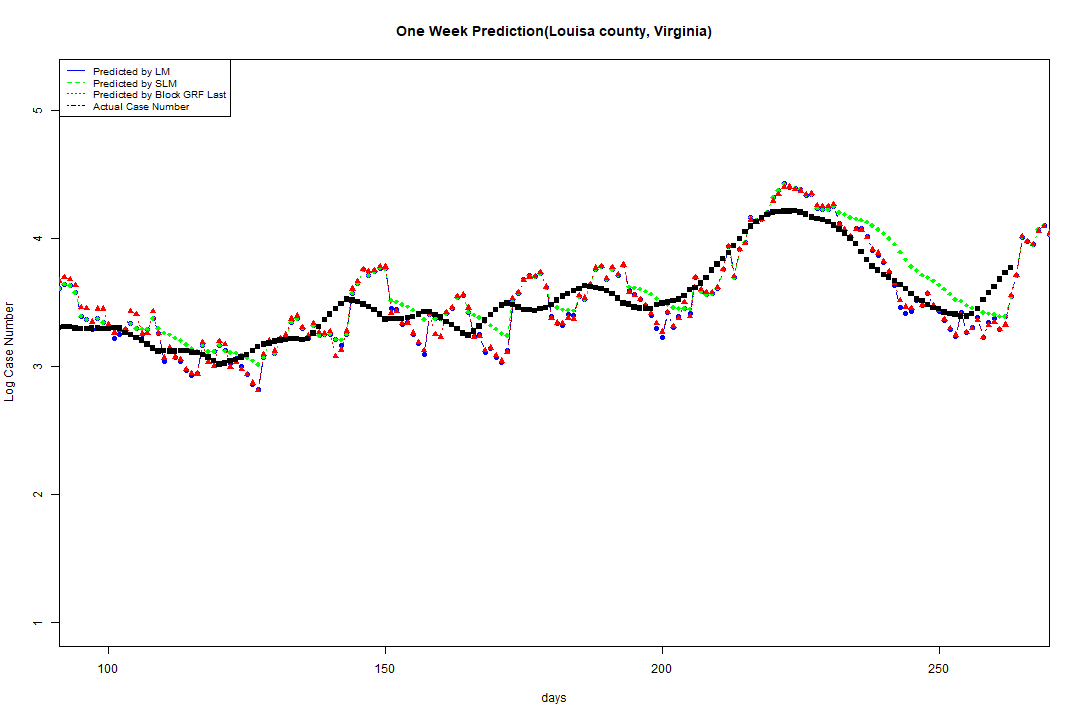 One Week Prediction(Louisa county, Virginia)
Predicted by LM
Predicted by SLM
Predicted by Block GRF Last
Actual Case Number
5
4
3
2
1
Log Case Number
100 150 200 250
days